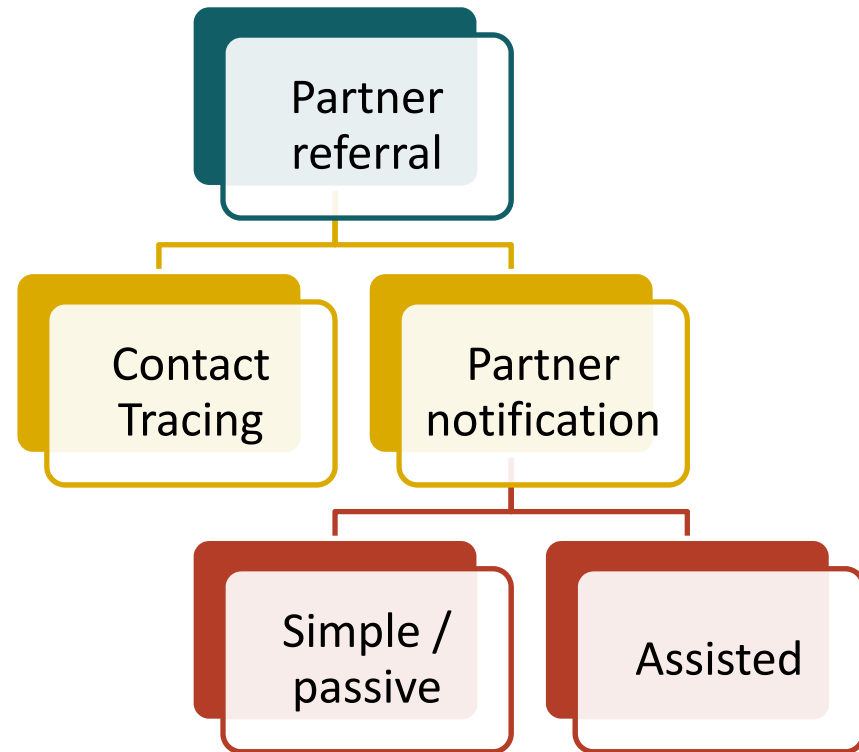 Partner
referral
Contact
Tracing
Partner
notification
Simple /
passive
Assisted